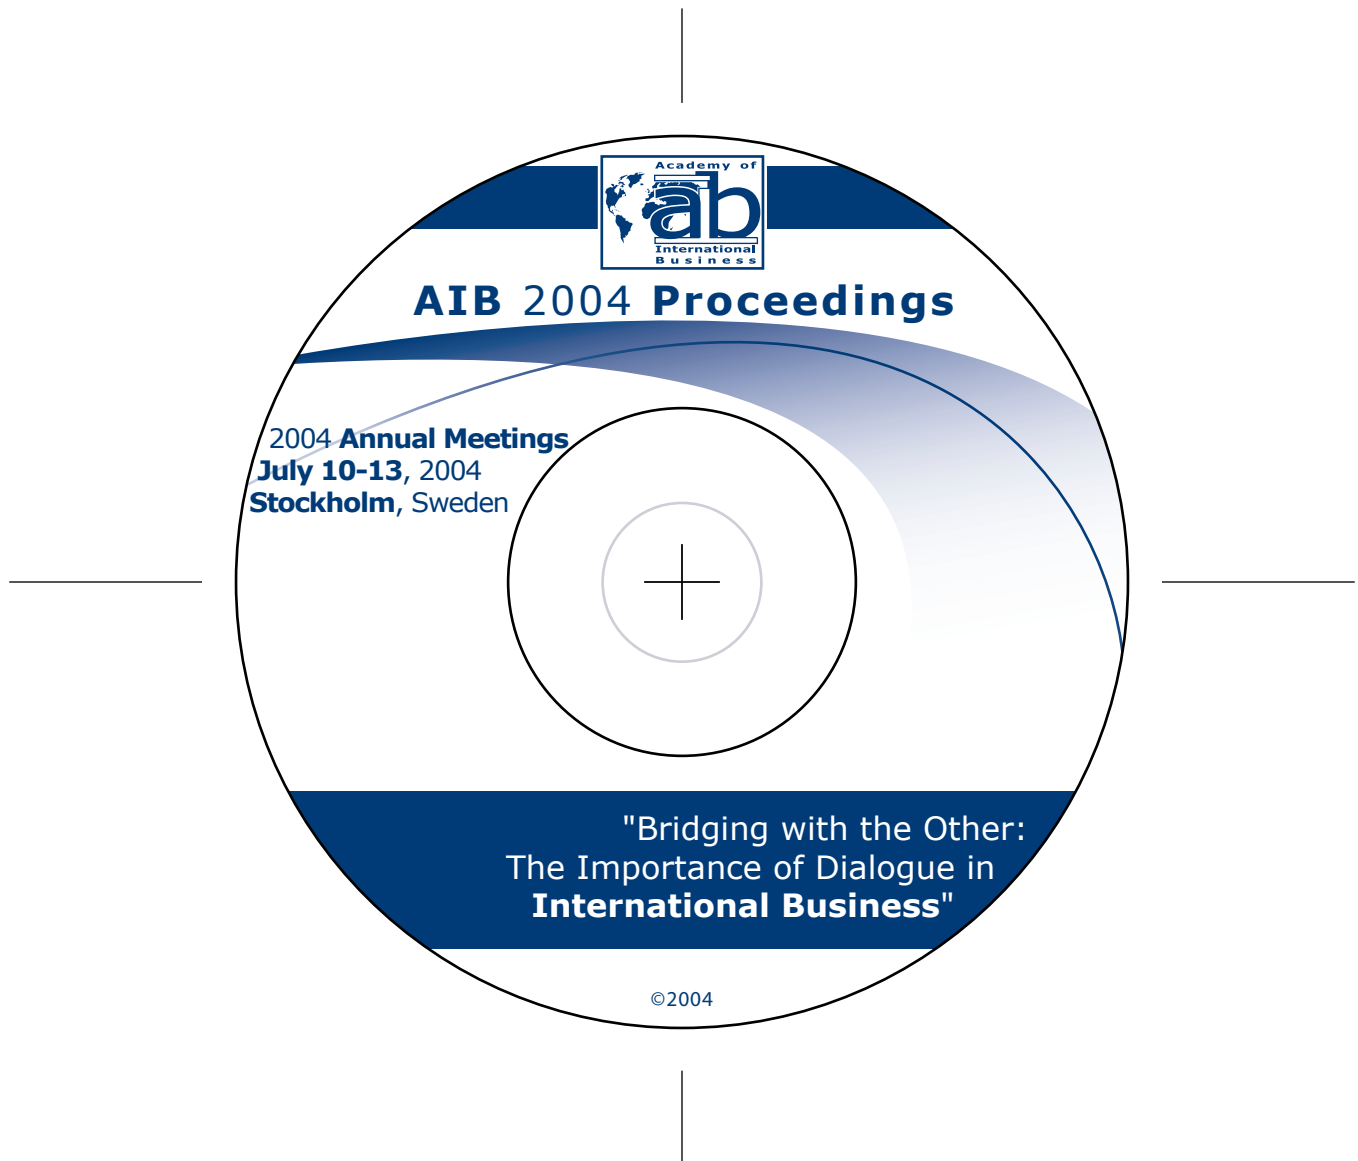 Academy of
aib
International
Business
AIB 2004 Proceedings
2004 Annual Meetings
July 10-13, 2004
Stockholm, Sweden
"Bridging with the Other:
The Importance of Dialogue in
International Business"
©2004